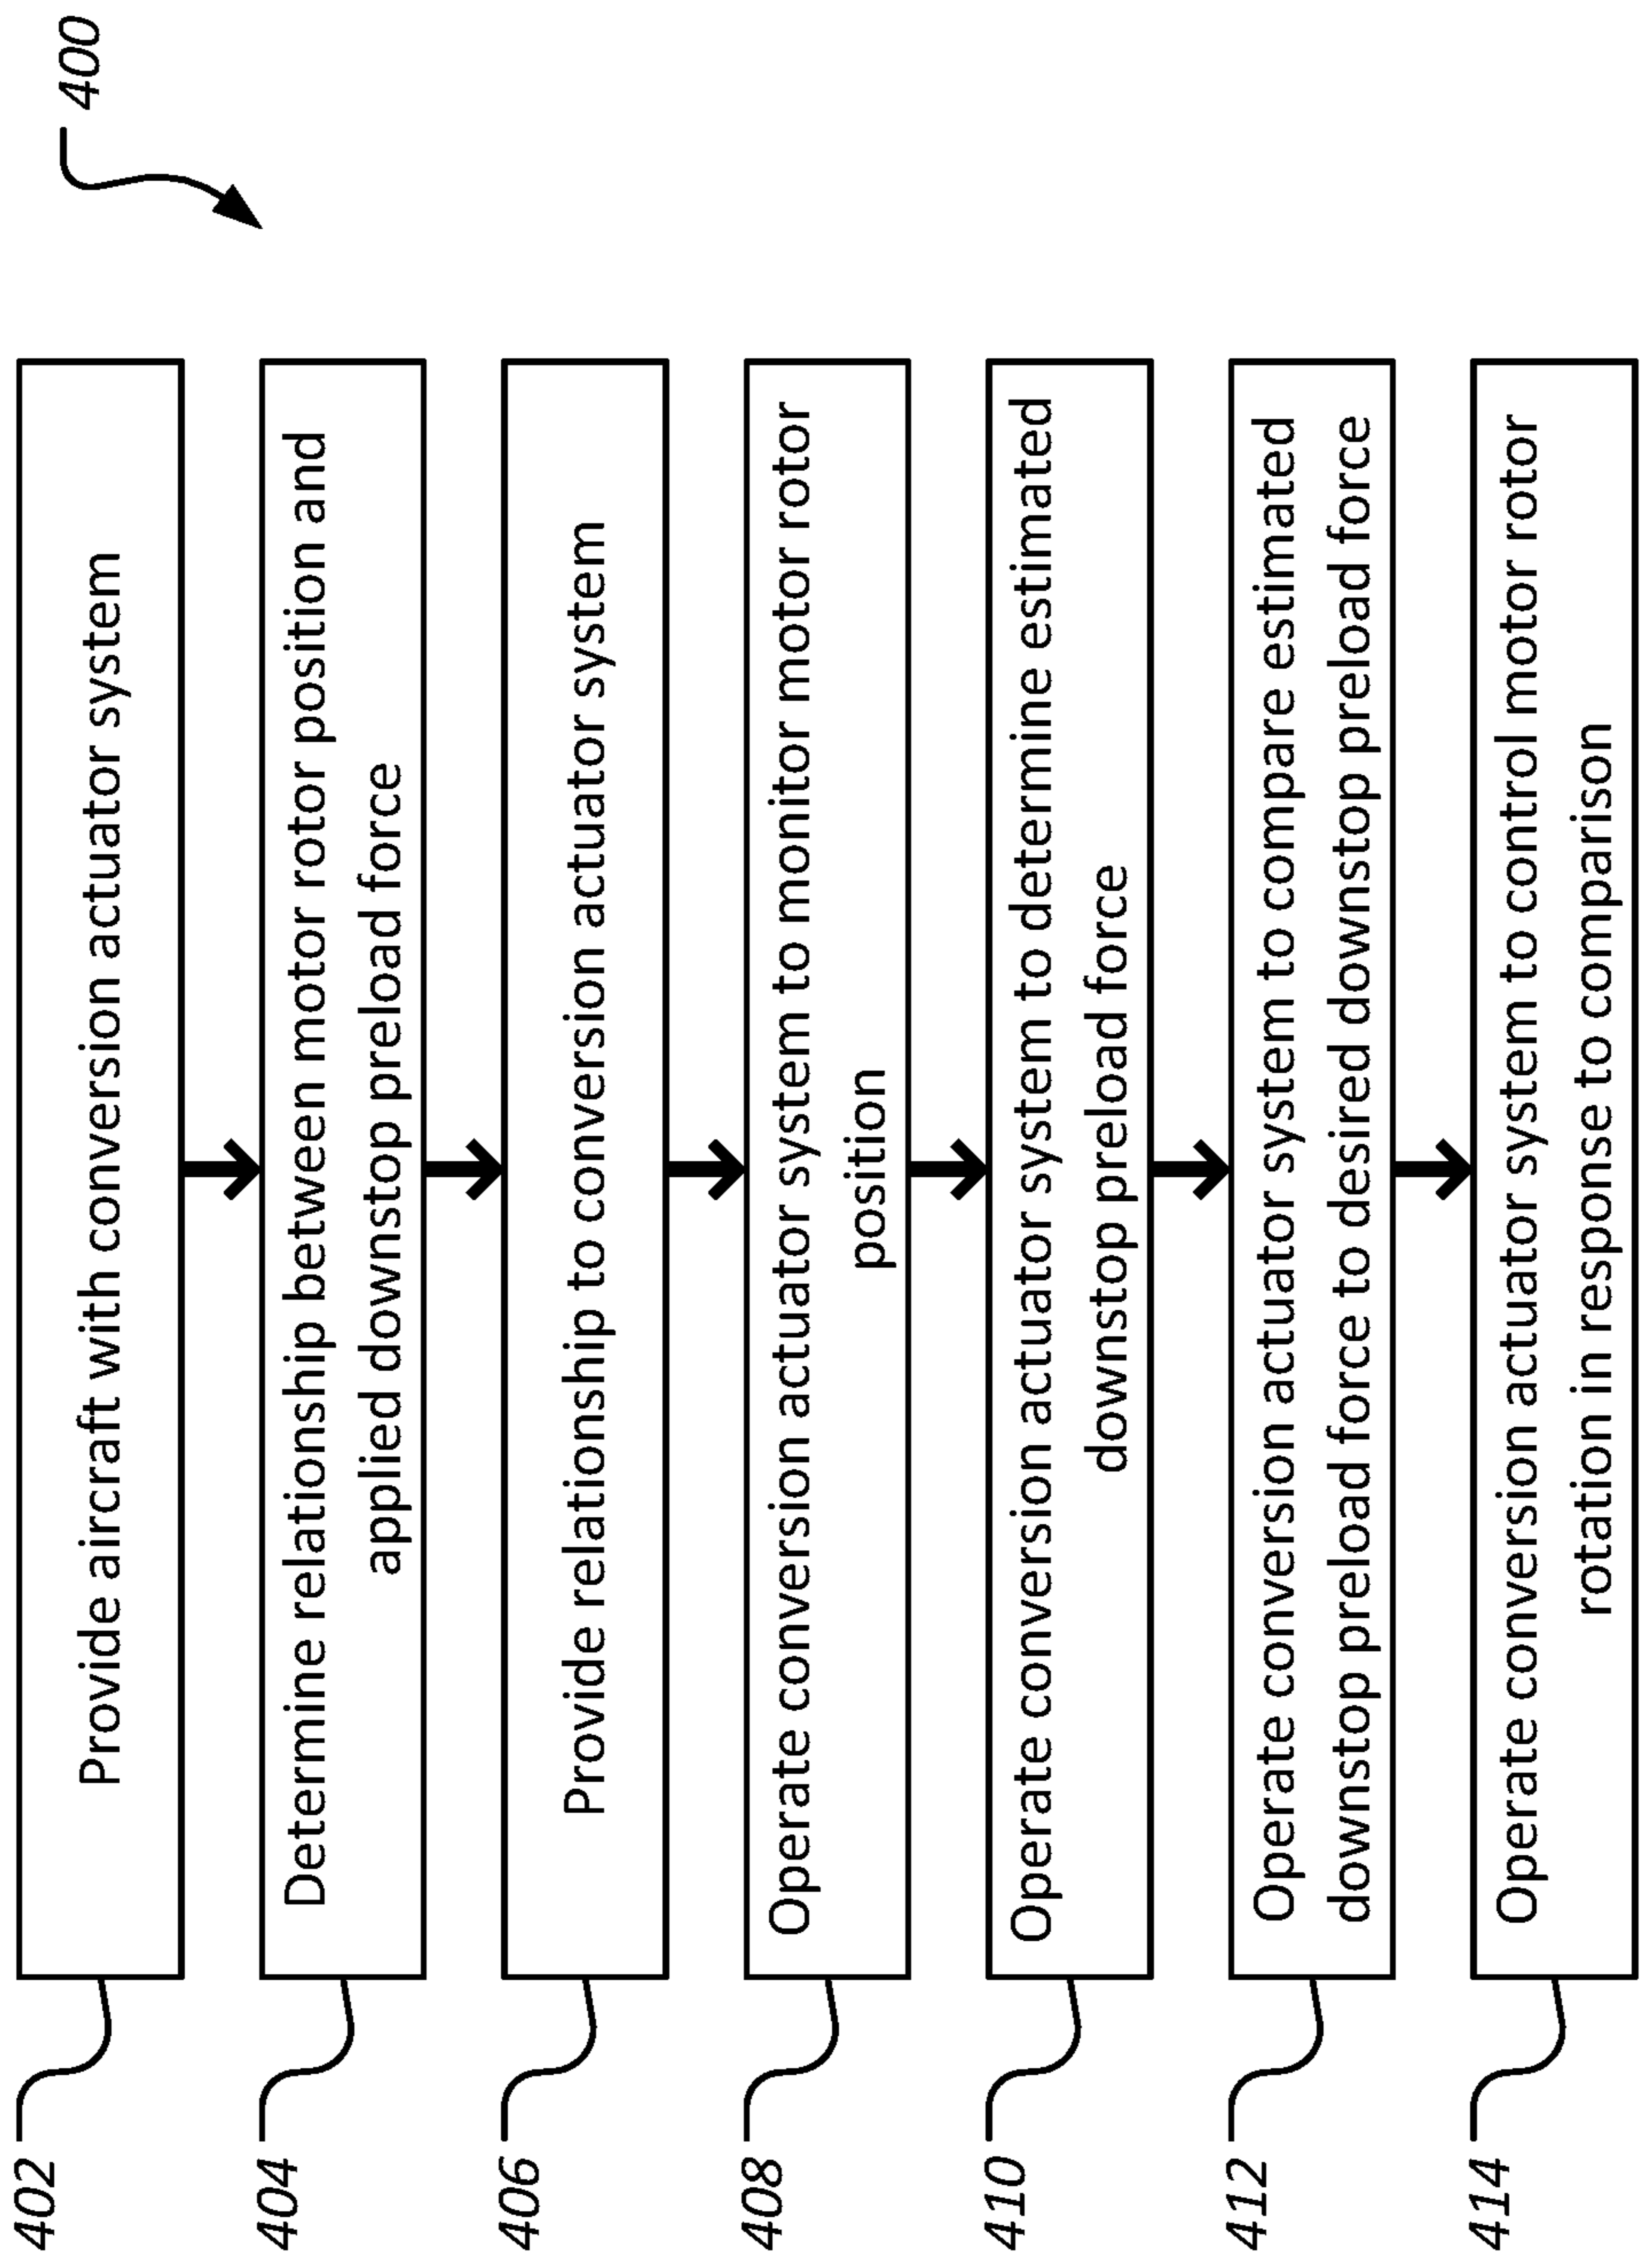 400
402
Provide aircraft with conversion actuator system
404
Determine relationship between motor rotor position and
applied downstop preload force
406
Provide relationship to conversion actuator system
408
Operate conversion actuator system to monitor motor rotor
position
410
Operate conversion actuator system to determine estimated
downstop preload force
412
Operate conversion actuator system to compare estimated
downstop preload force to desired downstop preload force
414
Operate conversion actuator system to control motor rotor
rotation in response to comparison